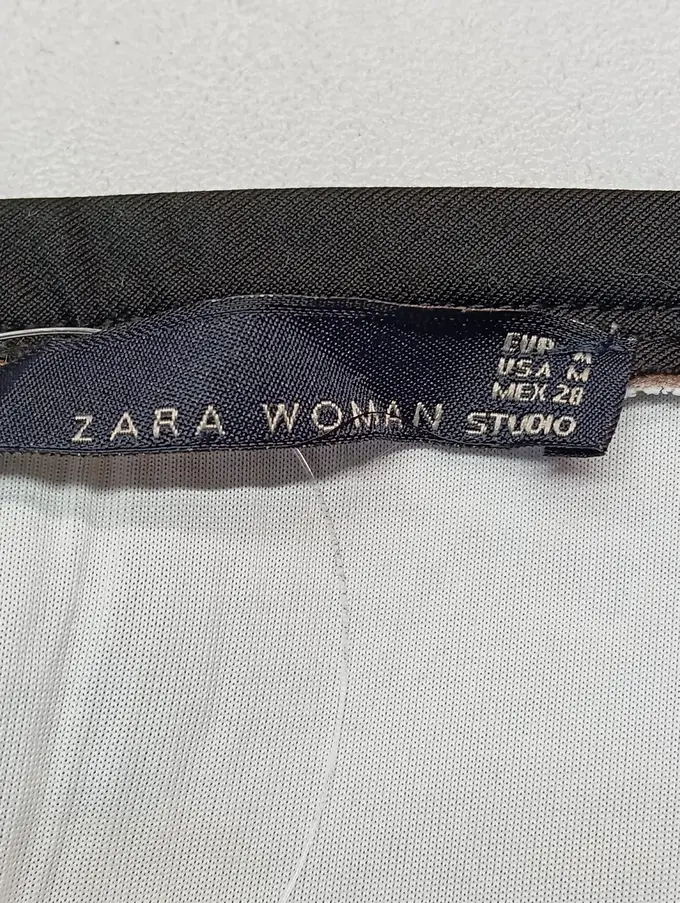 ZARA WOMAN
EUR M
USA M
MEX 28
STUDIO